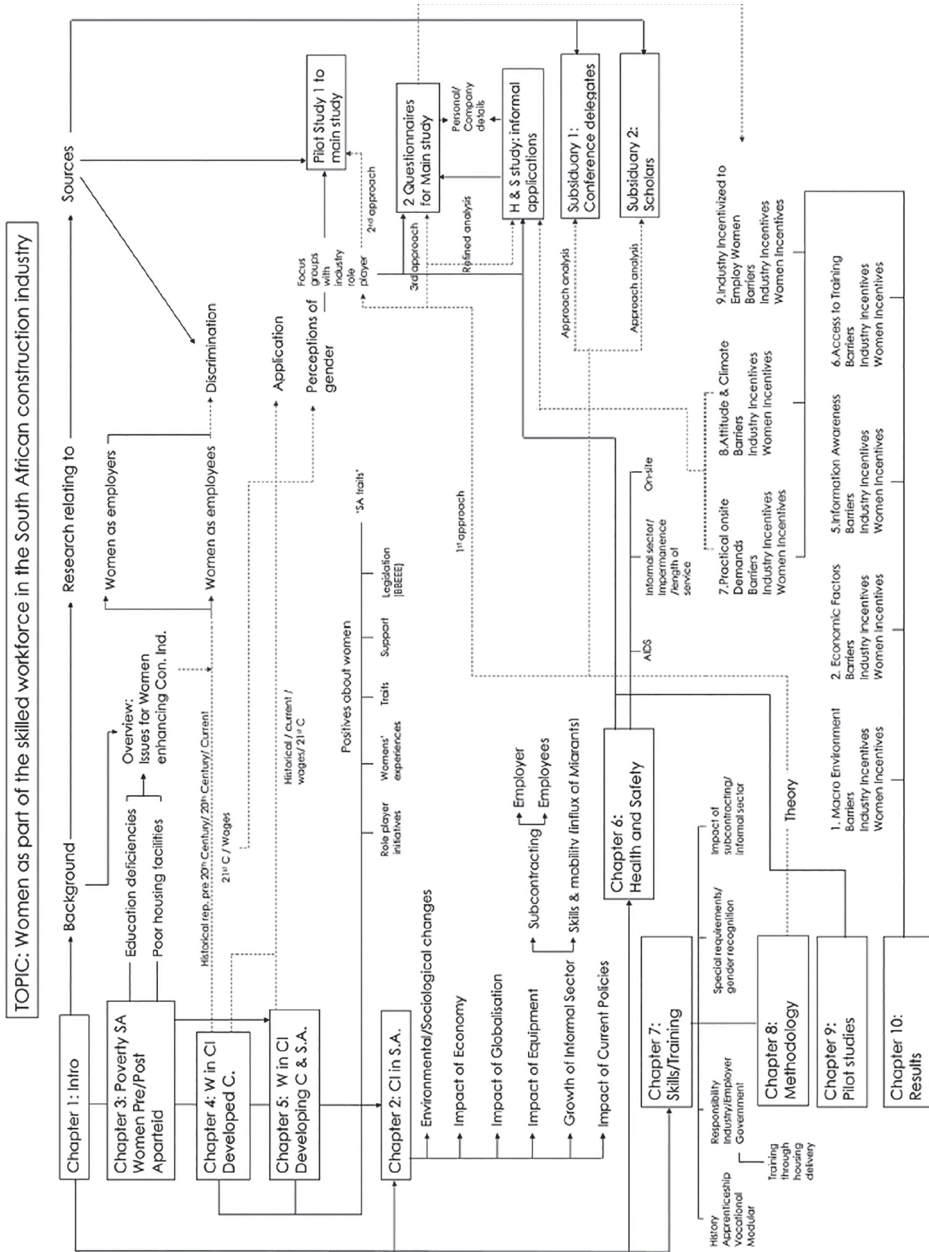 TOPIC: Women as part of the skilled workforce in the South African construction industry
Chapter 1: Intro
Background
Research relating to
Sources
Chapter 3: Poverty SA
Women Pre/Post
Aparteid
Education deficiencies
Poor housing facilities
Overview:
Issues for Women
enhancing Con. Ind.
Women as employers
Women as employees
Discrimination
Chapter 4: W in CI
Developed C.
Historical rep. pre 20th Century/ 20th Century/ Current
21st C / Wages
Chapter 5: W in CI
Developing C & S.A.
Historical / current /
wages/ 21st C
Application
Perceptions of
gender
Focus
groups
with
industry
role
player
Pilot Study 1 to
main study
2nd approach
Positives about women
Role player
initiatives
Womens'
experiences
Traits
Support
Legislation
[BBEEE]
'SA traits'
Chapter 2: CI in S.A.
Environmental/Sociological changes
Impact of Economy
Impact of Globalisation
Impact of Equipment
Growth of Informal Sector
Impact of Current Policies
Subcontracting
Employer
Employees
Skills & mobility (influx of Migrants)
1st approach
3rd approach
Refined analysis
2 Questionnaires
for Main study
Personal/
Company
details
H & S study: informal
applications
Approach analysis
Subsiduary 1:
Conference delegates
Approach analysis
Subsiduary 2:
Scholars
Chapter 6:
Health and Safety
AIDS
Informal sector/
Impermanence
/length of
service
On-site
Chapter 7:
Skills/Training
History
Apprenticeship
Vocational
Modular
Responsibility
Industry/Employer
Government
Training
through
housing
delivery
Special requirements/
gender recognition
Impact of
subcontracting/
informal sector
Chapter 8:
Methodology
Theory
7.Practical onsite
Demands
Barriers
Industry Incentives
Women Incentives
8.Attitude & Climate
Barriers
Industry Incentives
Women Incentives
9.Industry Incentivized to
Employ Women
Barriers
Industry Incentives
Women Incentives
Chapter 9:
Pilot studies
1. Macro Environment
Barriers
Industry Incentives
Women Incentives
2. Economic Factors
Barriers
Industry Incentives
Women Incentives
5.Information Awareness
Barriers
Industry Incentives
Women Incentives
6.Access to Training
Barriers
Industry Incentives
Women Incentives
Chapter 10:
Results